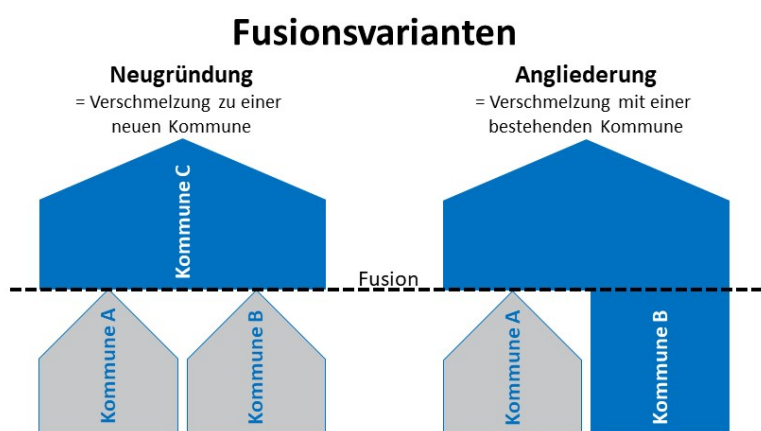 Fusionsvarianten
Neugründung
= Verschmelzung zu einer
neuen Kommune
Angliederung
= Verschmelzung mit einer
bestehenden Kommune
Kommune C
Fusion
Kommune A
Kommune B
Kommune A
Kommune B